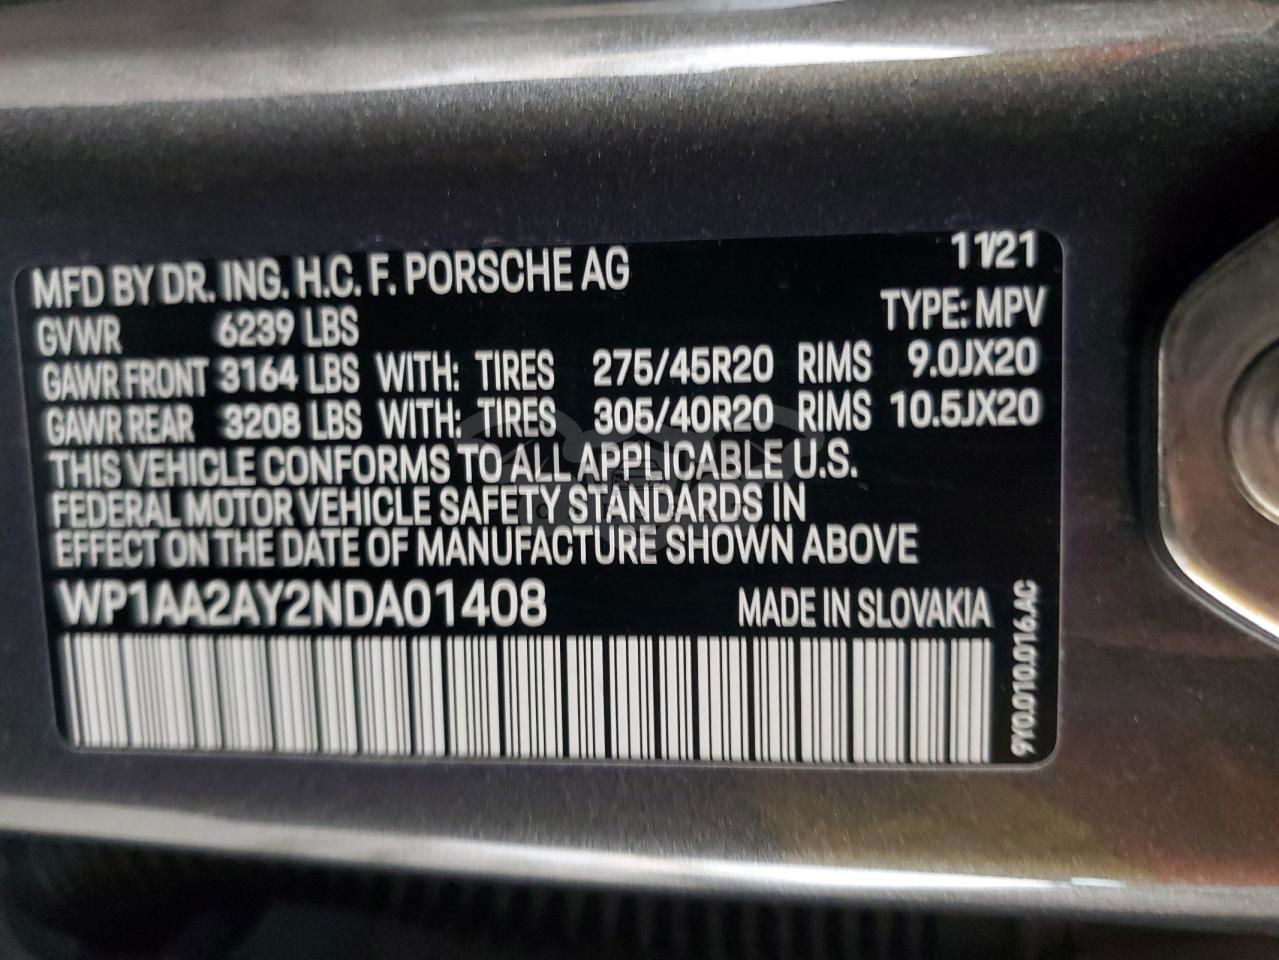 MFD BY DR. ING. H.C. F. PORSCHE AG 11/21
GVWR 6239 LBS TYPE: MPV
GAWR FRONT 3164 LBS WITH: TIRES 275/45R20 RIMS 9.0JX20
GAWR REAR 3208 LBS WITH: TIRES 305/40R20 RIMS 10.5JX20
THIS VEHICLE CONFORMS TO ALL APPLICABLE U.S.
FEDERAL MOTOR VEHICLE SAFETY STANDARDS IN
EFFECT ON THE DATE OF MANUFACTURE SHOWN ABOVE
WP1AA2AY2NDA01408 MADE IN SLOVAKIA
9Y0.010.016.AC